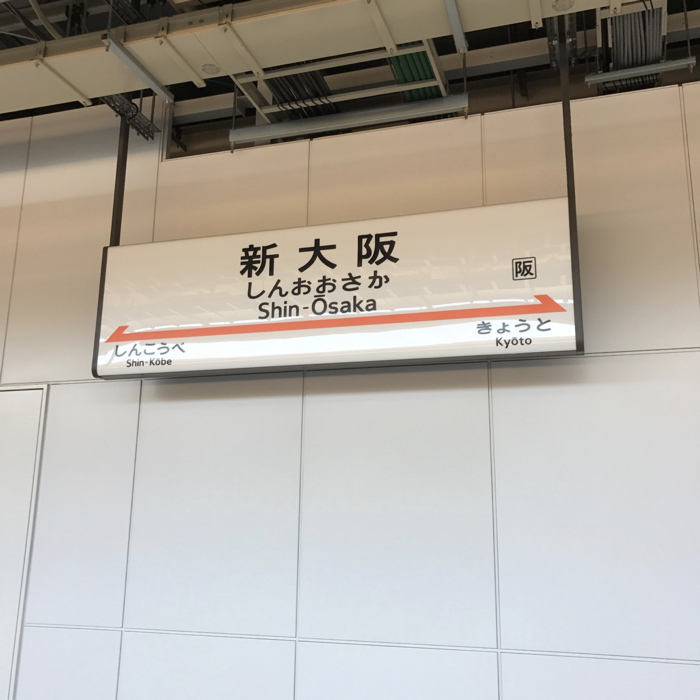 新大阪
しんおおさか
Shin-Ōsaka
阪
しんこうべ
Shin-Kōbe
きょうと
Kyōto